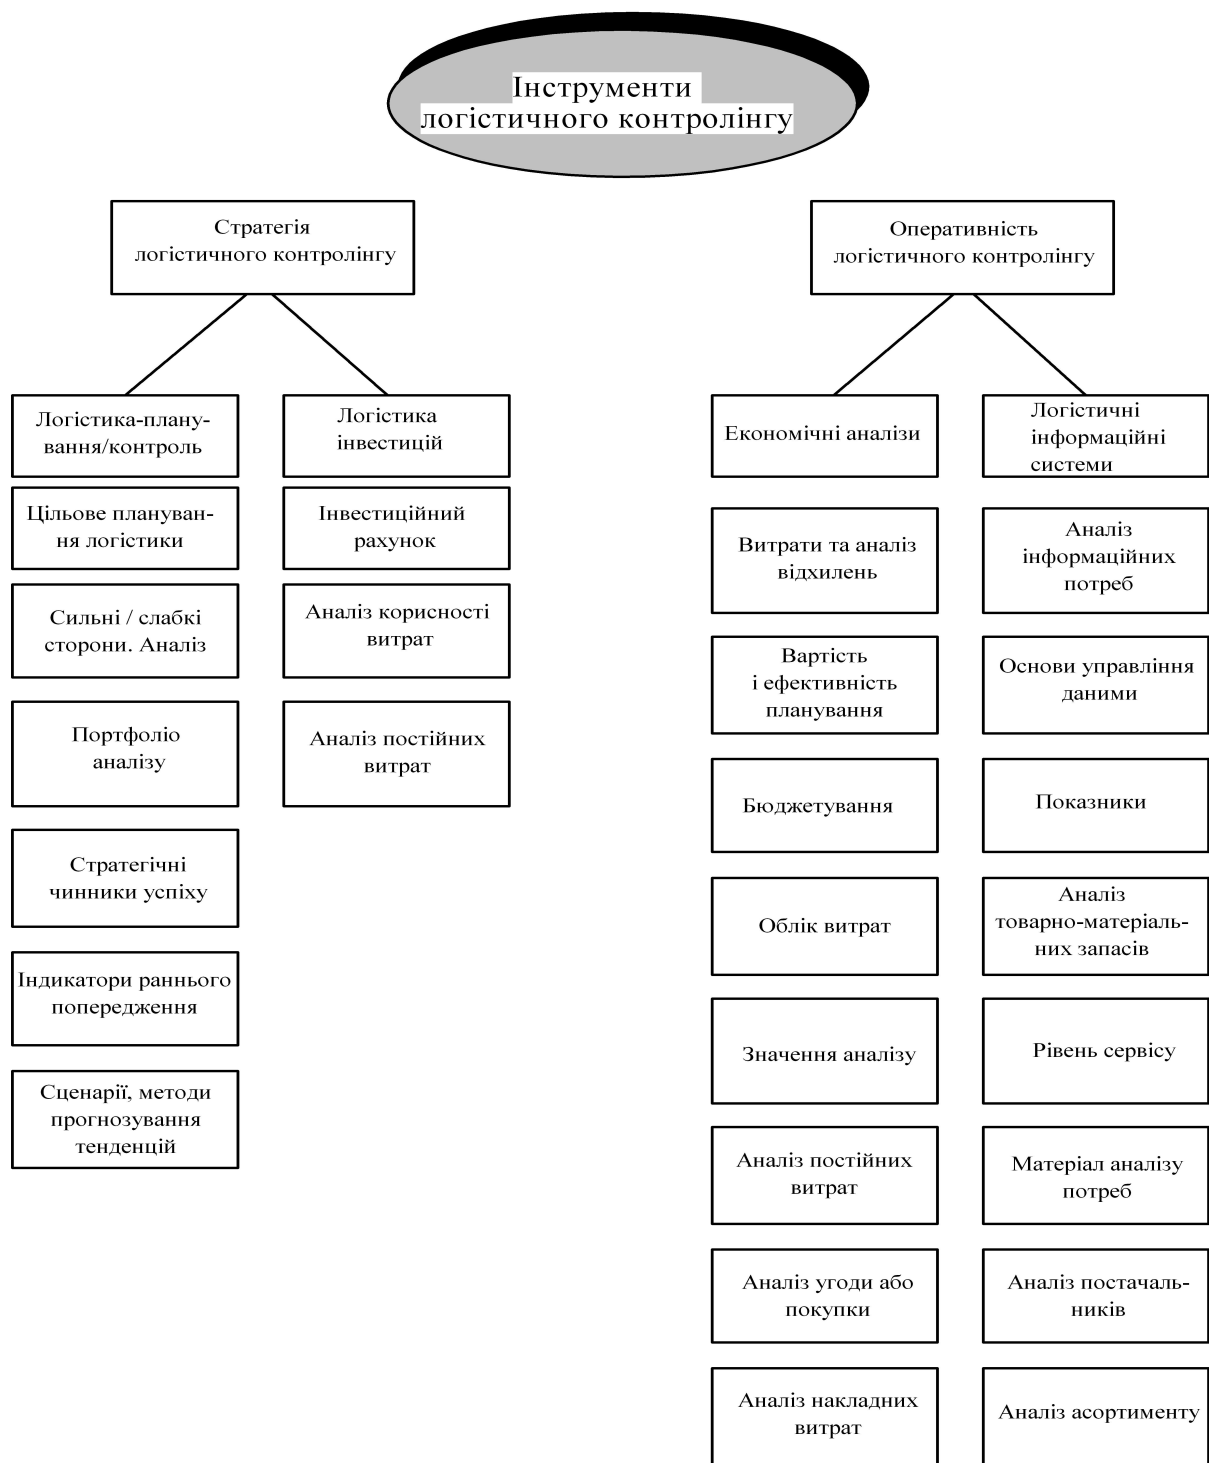 Інструменти
логістичного контролінгу
Стратегія
логістичного контролінгу
Оперативність
логістичного контролінгу
Логістика-плану-
вання/контроль
Цільове плануван-
ня логістики
Сильні / слабкі
сторони. Аналіз
Портфоліо
аналізу
Стратегічні
чинники успіху
Індикатори раннього
попередження
Сценарії, методи
прогнозування
тенденцій
Логістика
інвестицій
Інвестиційний
рахунок
Аналіз корисності
витрат
Аналіз постійних
витрат
Економічні аналізи
Витрати та аналіз
відхилень
Вартість
і ефективність
планування
Бюджетування
Облік витрат
Значення аналізу
Аналіз постійних
витрат
Аналіз угоди або
покупки
Аналіз накладних
витрат
Логістичні
інформаційні
системи
Аналіз
інформаційних
потреб
Основи управління
даними
Показники
Аналіз
товарно-матеріаль-
них запасів
Рівень сервісу
Матеріал аналізу
потреб
Аналіз постачаль-
ників
Аналіз асортименту